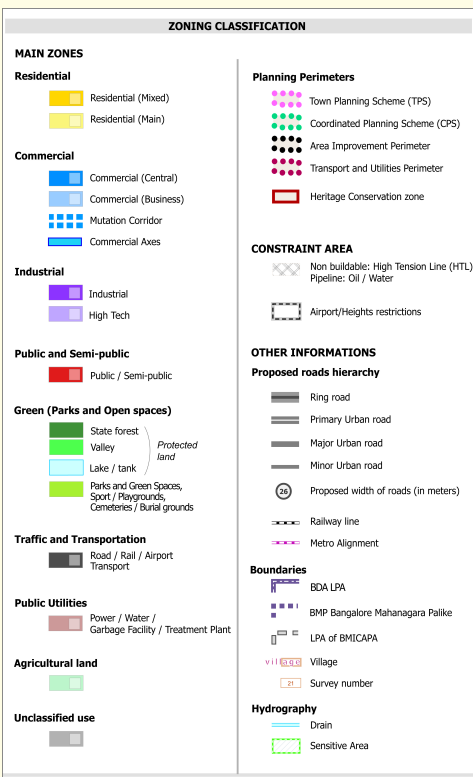 ZONING CLASSIFICATION
MAIN ZONES
Residential
Residential (Mixed)
Residential (Main)
Commercial
Commercial (Central)
Commercial (Business)
Mutation Corridor
Commercial Axes
Industrial
Industrial
High Tech
Public and Semi-public
Public / Semi-public
Green (Parks and Open spaces)
State forest
Valley
Lake / tank
Protected
land
Parks and Green Spaces,
Sport / Playgrounds,
Cemeteries / Burial grounds
Traffic and Transportation
Road / Rail / Airport
Transport
Public Utilities
Power / Water /
Garbage Facility / Treatment Plant
Agricultural land
Unclassified use
Planning Perimeters
Town Planning Scheme (TPS)
Coordinated Planning Scheme (CPS)
Area Improvement Perimeter
Transport and Utilities Perimeter
Heritage Conservation zone
CONSTRAINT AREA
Non buildable: High Tension Line (HTL)
Pipeline: Oil / Water
Airport/Heights restrictions
OTHER INFORMATIONS
Proposed roads hierarchy
Ring road
Primary Urban road
Major Urban road
Minor Urban road
26 Proposed width of roads (in meters)
Railway line
Metro Alignment
Boundaries
BDA LPA
BMP Bangalore Mahanagara Palike
LPA of BMICAPA
village Village
21 Survey number
Hydrography
Drain
Sensitive Area